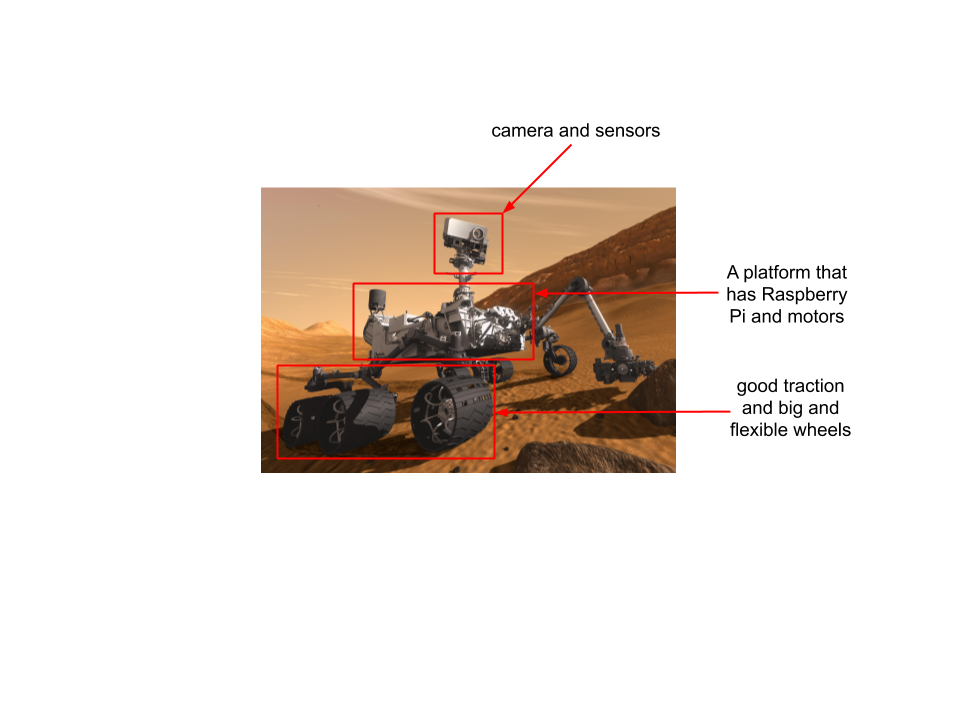 camera and sensors
A platform that
has Raspberry
Pi and motors
good traction
and big and
flexible wheels